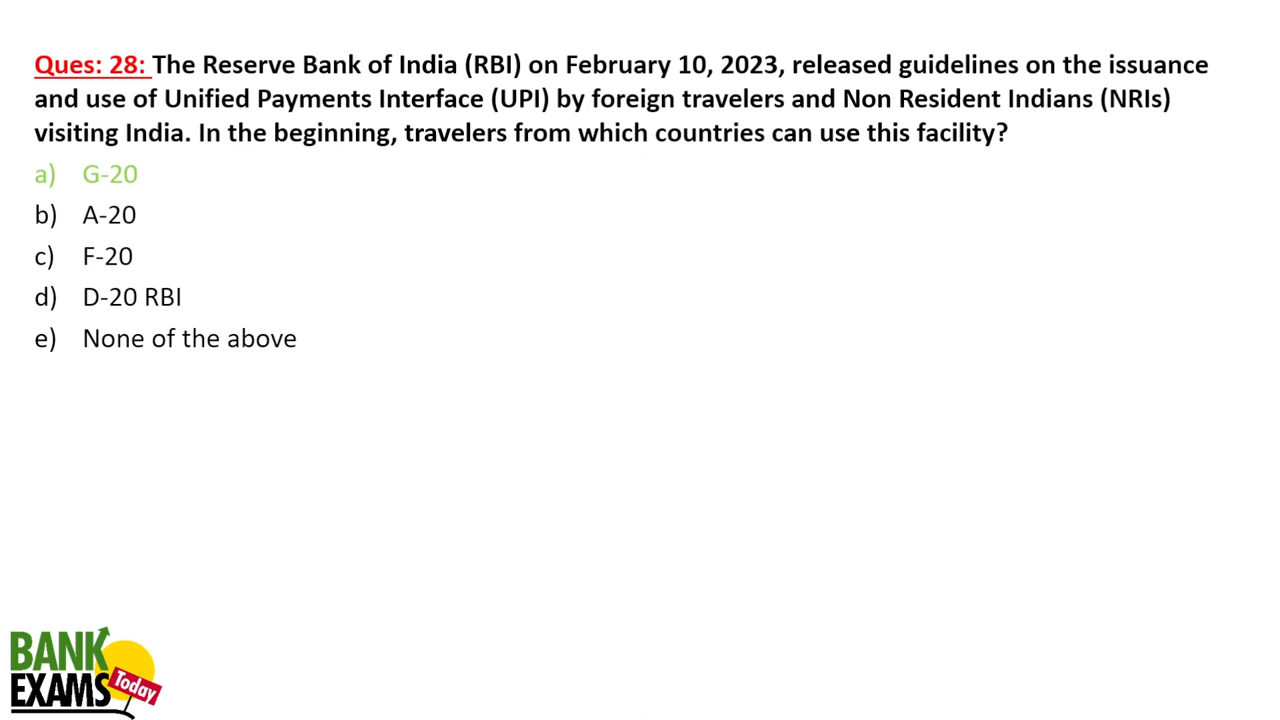 Ques: 28: The Reserve Bank of India (RBI) on February 10, 2023, released guidelines on the issuance
and use of Unified Payments Interface (UPI) by foreign travelers and Non Resident Indians (NRIs)
visiting India. In the beginning, travelers from which countries can use this facility?
a) G-20
b) A-20
c) F-20
d) D-20 RBI
e) None of the above
BANK
EXAMS Today